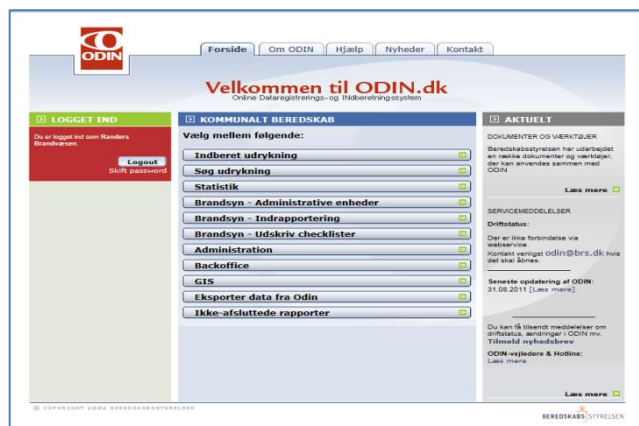 ODIN
Forside
Om ODIN
Hjælp
Nyheder
Kontakt
Velkommen til ODIN.dk
Online Dataregistrerings- og INdberetningssystem
LOGGET IND
Du er logget ind som Randers
Brandvæsen.
Logout
Skift password
KOMMUNALT BEREDSKAB
Vælg mellem følgende:
Indberet udrykning
Søg udrykning
Statistik
Brandsyn - Administrative enheder
Brandsyn - Indrapportering
Brandsyn - Udskriv checklister
Administration
Backoffice
GIS
Eksporter data fra Odin
Ikke-afsluttede rapporter
AKTUELT
DOKUMENTER OG VÆRKTØJER
Beredskabsstyrelsen har udarbejdet
en række dokumenter og værktøjer,
der kan anvendes sammen med
ODIN
Læs mere
SERVICEMEDDELELSER
Driftstatus:
Der er ikke forbindelse via
webservice.
Kontakt venligst odin@brs.dk hvis
det skal åbnes.
Seneste opdatering af ODIN:
31.08.2011 [Læs mere]
Du kan få tilsendt meddelelser om
driftstatus, ændringer i ODIN mv.
Tilmeld nyhedsbrev
ODIN-vejledere & Hotline:
Læs mere
Læs mere
© COPYRIGHT 2006 BEREDSKABSSTYRELSEN
BEREDSKABSSTYRELSEN